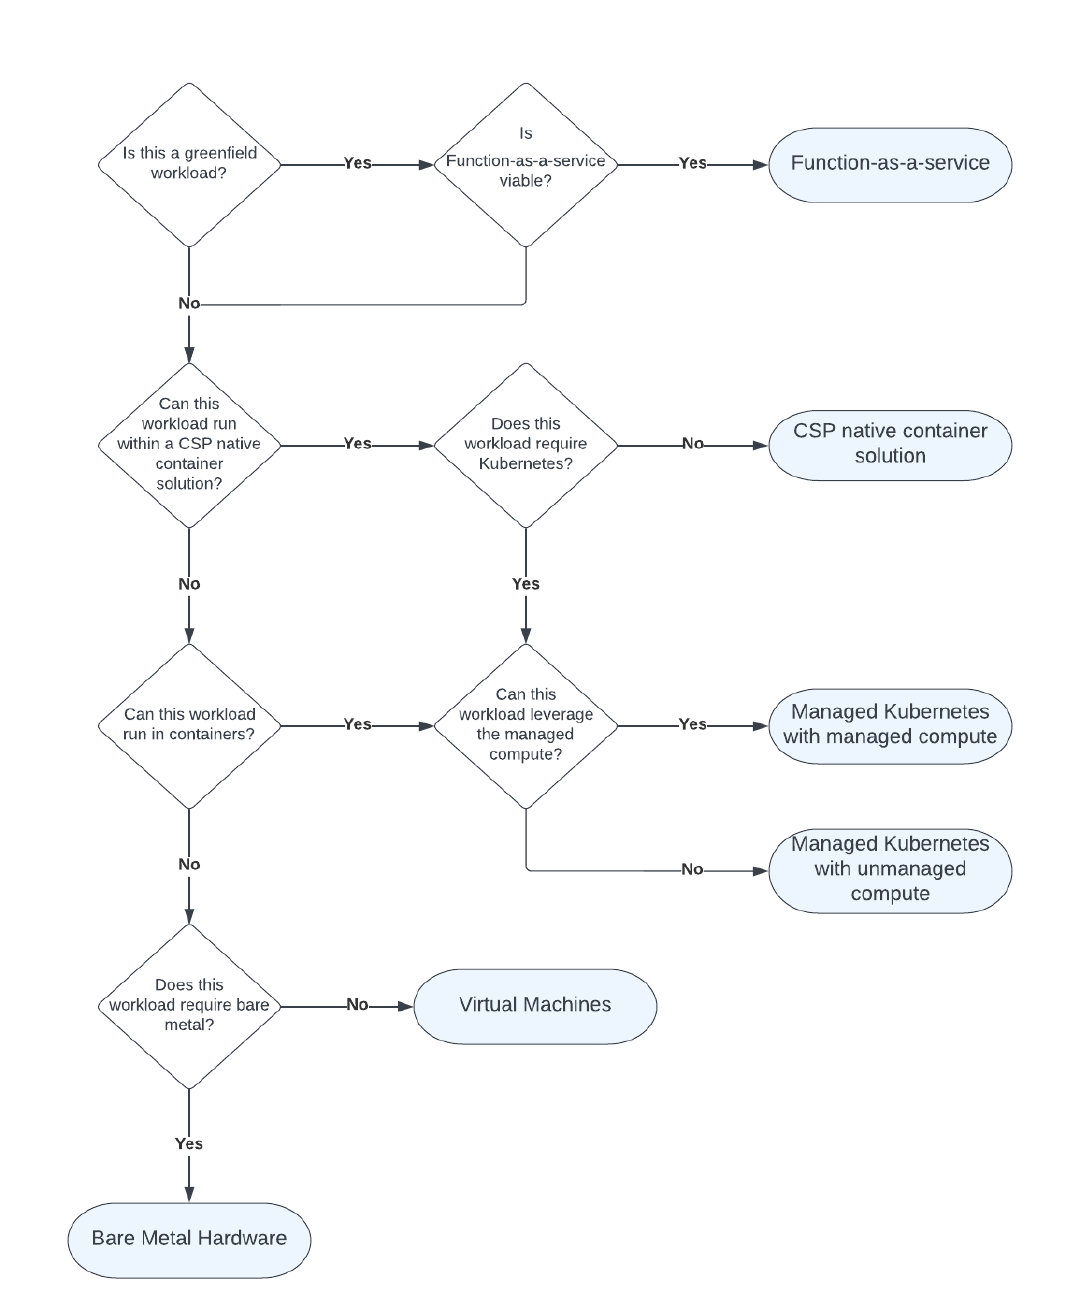 Is this a greenfield
workload?
Yes
Is
Function-as-a-service
viable?
Yes
Function-as-a-service
No
Can this
workload run
within a CSP native
container
solution?
Yes
Does this
workload require
Kubernetes?
No
CSP native container
solution
No
Yes
Can this workload
run in containers?
Yes
Can this
workload leverage
the managed
compute?
Yes
Managed Kubernetes
with managed compute
No
No
Managed Kubernetes
with unmanaged
compute
Does this
workload require bare
metal?
No
Virtual Machines
Yes
Bare Metal Hardware